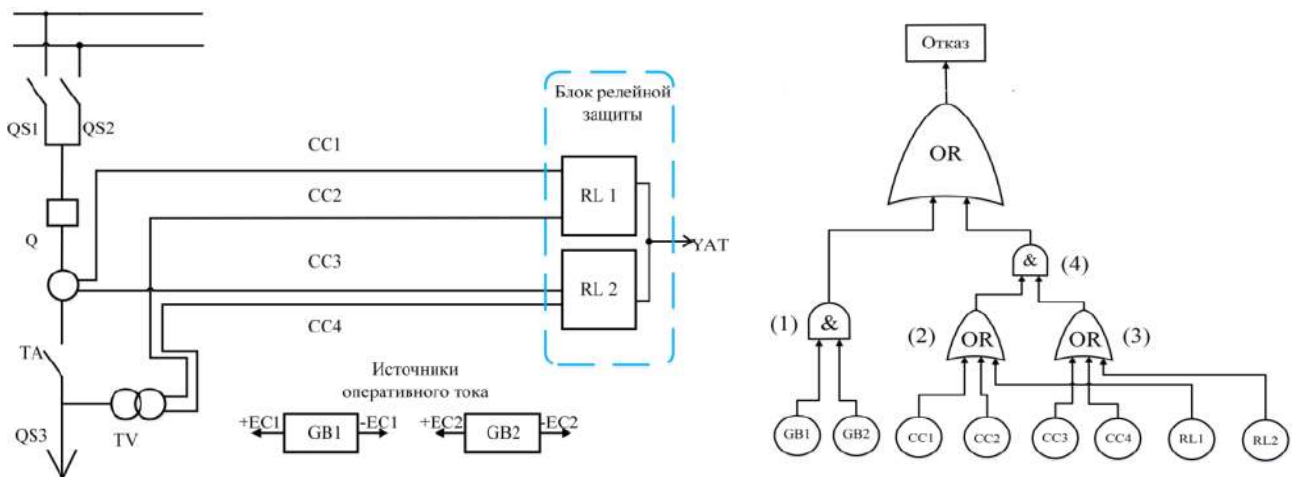 QS1
QS2
Q
TA
QS3
TV
CC1
CC2
CC3
CC4
Блок релейной
защиты
RL 1
RL 2
YAT
Источники
оперативного тока
+EC1
GB1
-EC1
+EC2
GB2
-EC2
Отказ
OR
&
(4)
(1)
&
(2)
OR
OR
(3)
GB1
GB2
CC1
CC2
CC3
CC4
RL1
RL2